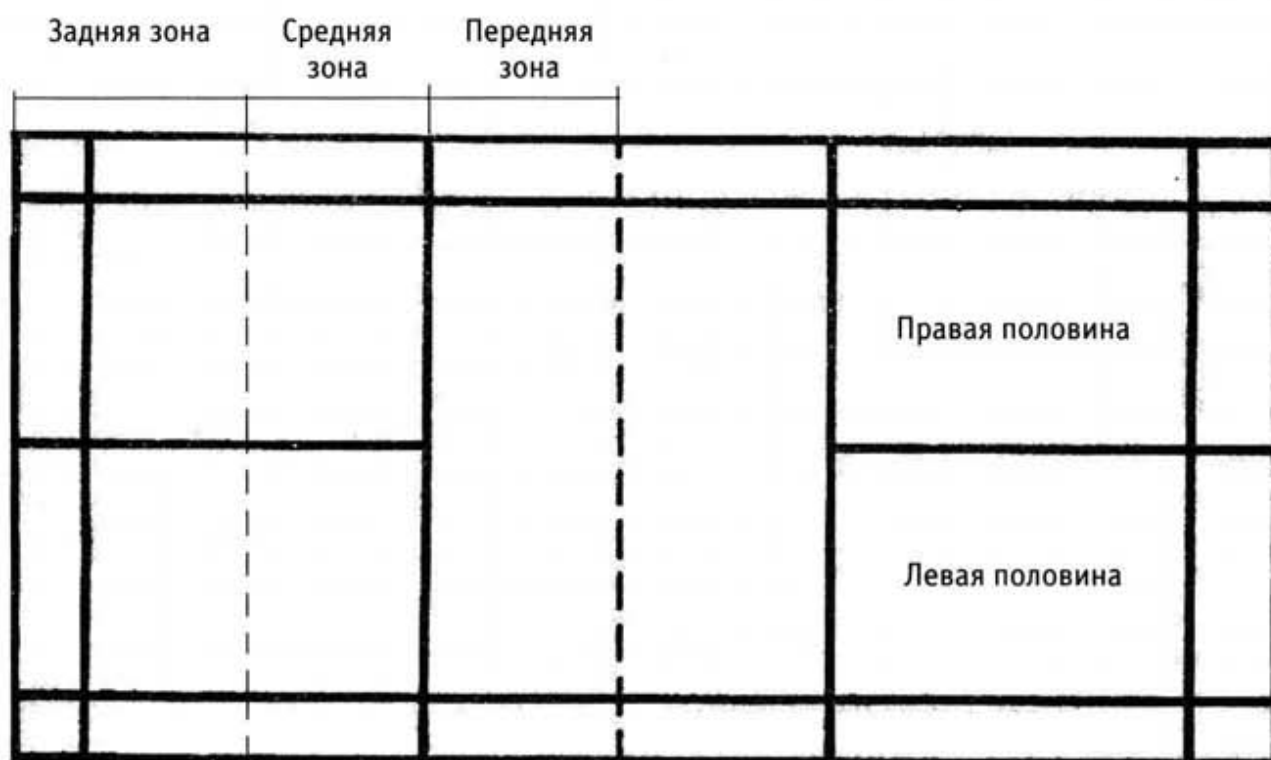 Задняя зона
Средняя
зона
Передняя
зона
Правая половина
Левая половина